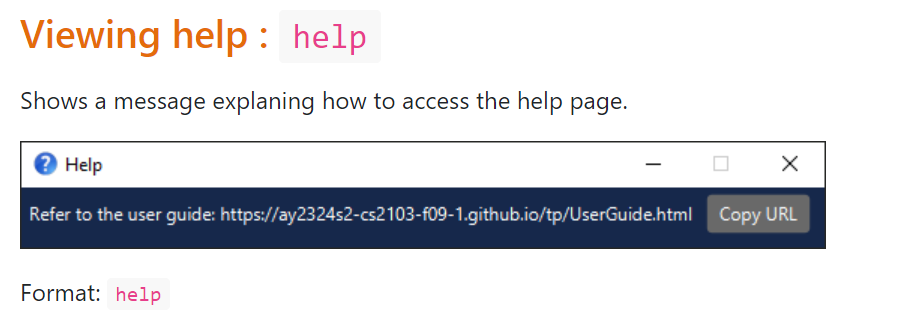 Viewing help : help
Shows a message explaning how to access the help page.
? Help
Refer to the user guide: https://ay2324s2-cs2103-f09-1.github.io/tp/UserGuide.html Copy URL
Format: help